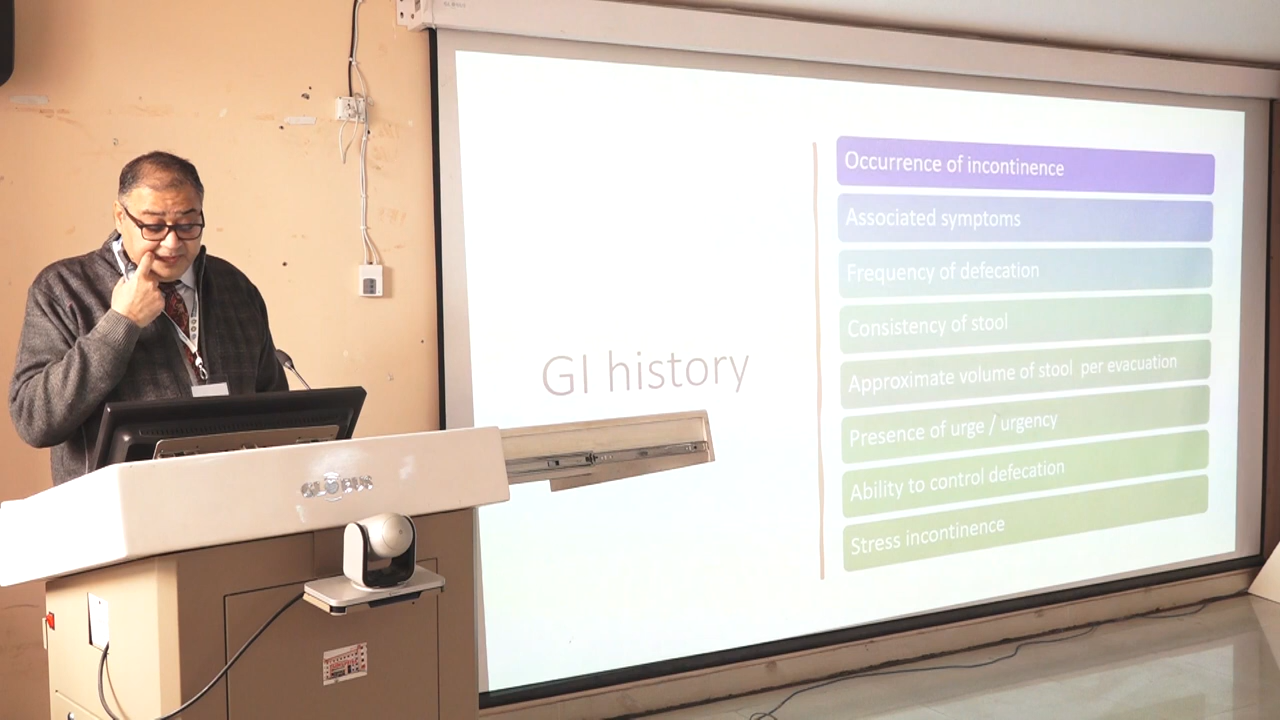 GI history
Occurrence of incontinence
Associated symptoms
Frequency of defecation
Consistency of stool
Approximate volume of stool per evacuation
Presence of urge / urgency
Ability to control defecation
Stress incontinence